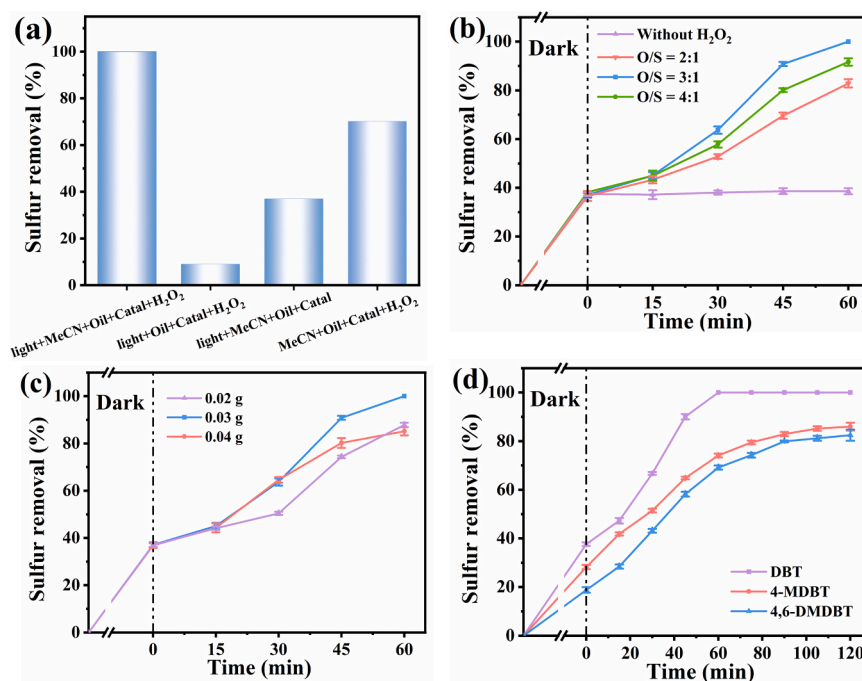 (a)
Sulfur removal (%)
100
80
60
40
20
0
light+MeCN+Oil+Catal+H₂O₂
light+Oil+Catal+H₂O₂
light+MeCN+Oil+Catal
MeCN+Oil+Catal+H₂O₂
(b)
Dark
Without H₂O₂
O/S = 2:1
O/S = 3:1
O/S = 4:1
Sulfur removal (%)
100
80
60
40
20
0
0 15 30 45 60
Time (min)
(c)
Dark
0.02 g
0.03 g
0.04 g
Sulfur removal (%)
100
80
60
40
20
0
0 15 30 45 60
Time (min)
(d)
Dark
DBT
4-MDBT
4,6-DMDBT
Sulfur removal (%)
120
100
80
60
40
20
0
0 20 40 60 80 100 120
Time (min)